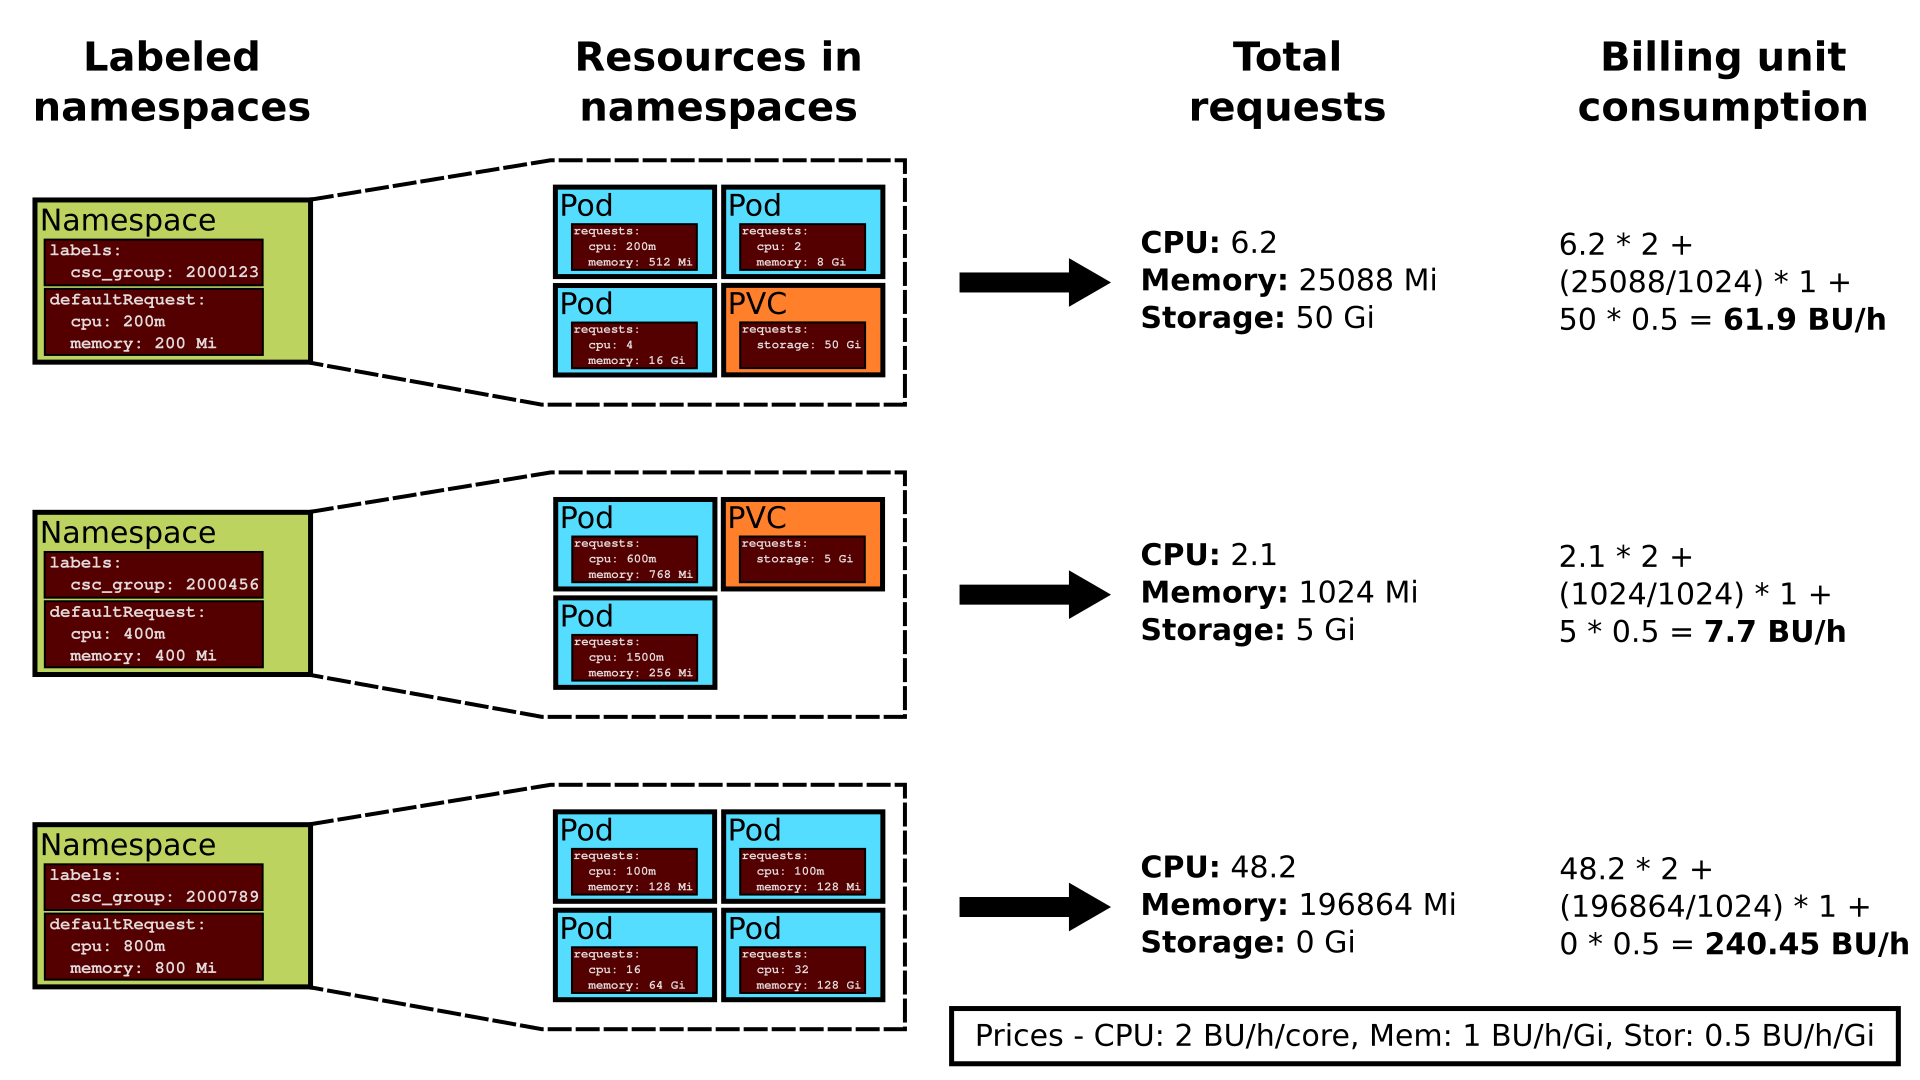 Labeled
namespaces
Resources in
namespaces
Total
requests
Billing unit
consumption
Namespace
labels:
csc_group: 2000123
defaultRequest:
cpu: 200m
memory: 200 Mi
Pod
requests:
cpu: 200m
memory: 512 Mi
Pod
requests:
cpu: 2
memory: 8 Gi
Pod
requests:
cpu: 4
memory: 16 Gi
PVC
requests:
storage: 50 Gi
CPU: 6.2
Memory: 25088 Mi
Storage: 50 Gi
6.2 * 2 +
(25088/1024) * 1 +
50 * 0.5 = 61.9 BU/h
Namespace
labels:
csc_group: 2000456
defaultRequest:
cpu: 400m
memory: 400 Mi
Pod
requests:
cpu: 600m
memory: 768 Mi
PVC
requests:
storage: 5 Gi
Pod
requests:
cpu: 1500m
memory: 256 Mi
CPU: 2.1
Memory: 1024 Mi
Storage: 5 Gi
2.1 * 2 +
(1024/1024) * 1 +
5 * 0.5 = 7.7 BU/h
Namespace
labels:
csc_group: 2000789
defaultRequest:
cpu: 800m
memory: 800 Mi
Pod
requests:
cpu: 100m
memory: 128 Mi
Pod
requests:
cpu: 100m
memory: 128 Mi
Pod
requests:
cpu: 16
memory: 64 Gi
Pod
requests:
cpu: 32
memory: 128 Gi
CPU: 48.2
Memory: 196864 Mi
Storage: 0 Gi
48.2 * 2 +
(196864/1024) * 1 +
0 * 0.5 = 240.45 BU/h
Prices - CPU: 2 BU/h/core, Mem: 1 BU/h/Gi, Stor: 0.5 BU/h/Gi